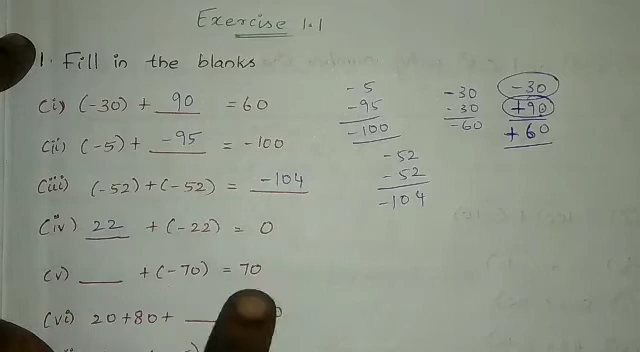 Exercise 1.1
1. Fill in the blanks
(i) (-30) + 90 = 60
(ii) (-5) + -95 = -100
(iii) (-52) + (-52) = -104
(iv) 22 + (-22) = 0
(v) ___ + (-70) = 70
(vi) 20+80+ ___
-5
-95
-100
-52
-52
-104
-30
-30
-60
-30
+90
+60